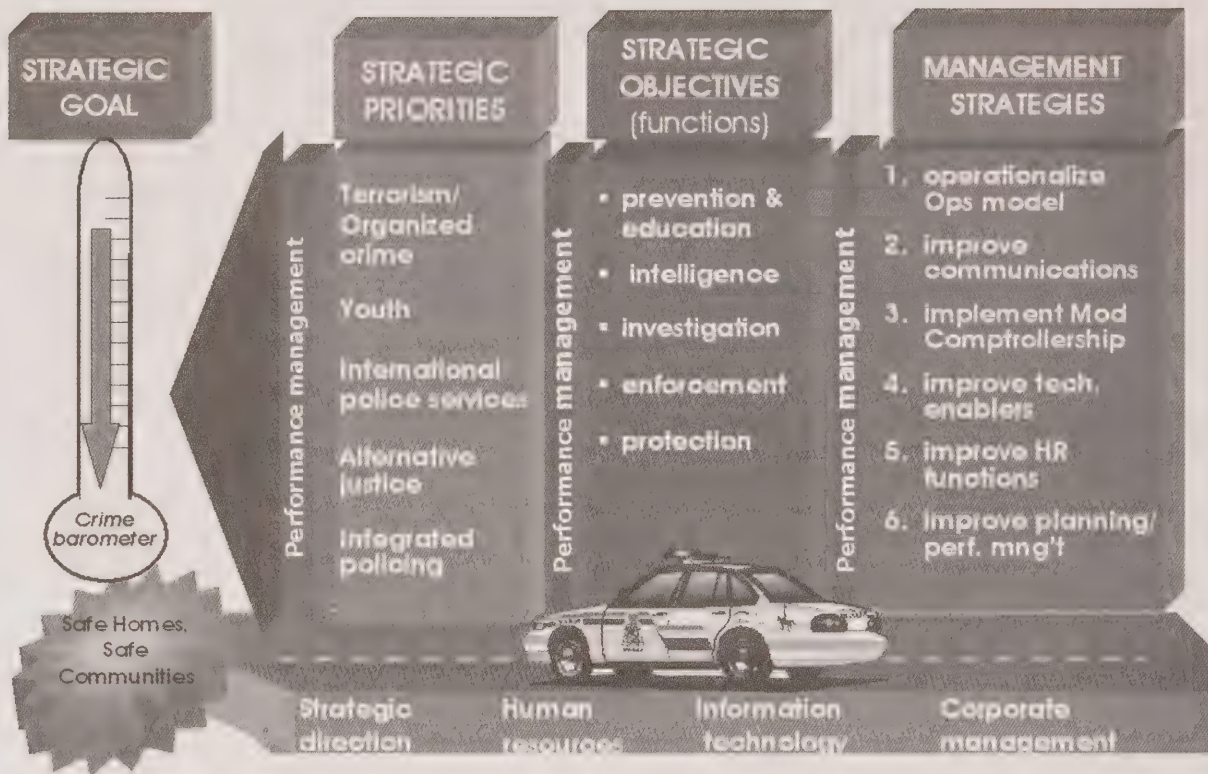 STRATEGIC
GOAL
Crime
barometer
Safe Homes,
Safe
Communities
STRATEGIC
PRIORITIES
Performance management
Terrorism/
Organized
crime
Youth
International
police services
Alternative
justice
Integrated
policing
STRATEGIC
OBJECTIVES
(functions)
Performance management
• prevention &
education
• intelligence
• investigation
• enforcement
• protection
MANAGEMENT
STRATEGIES
Performance management
1. operationalize
Ops model
2. improve
communications
3. implement Mod
Comptrollership
4. improve tech.
enablers
5. improve HR
functions
6. improve planning/
perf. mng't
Strategic
direction
Human
resources
Information
technology
Corporate
management